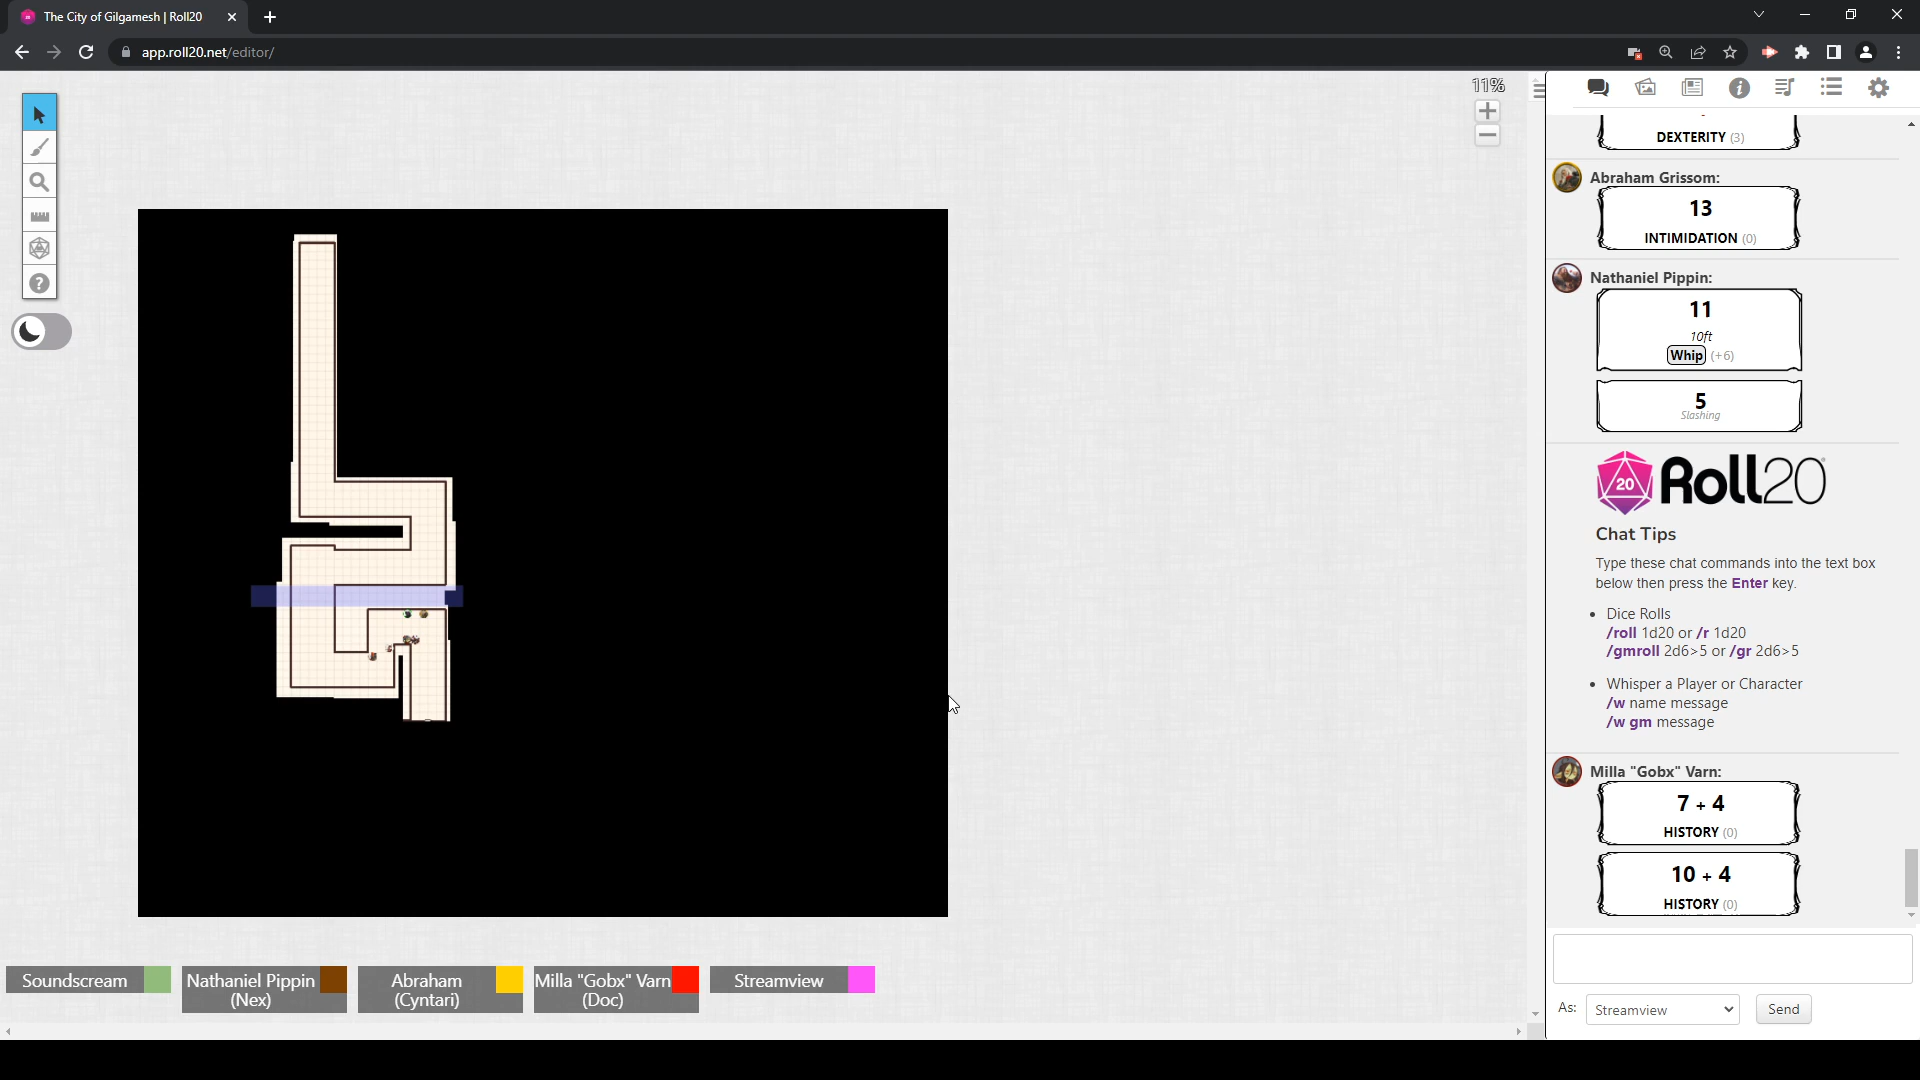 The City of Gilgamesh | Roll20
app.roll20.net/editor/
11%
DEXTERITY (3)
Abraham Grissom:
13
INTIMIDATION (0)
Nathaniel Pippin:
11
10ft
Whip (+6)
5
Slashing
20 Roll20
Chat Tips
Type these chat commands into the text box
below then press the Enter key.
Dice Rolls
/roll 1d20 or /r 1d20
/gmroll 2d6>5 or /gr 2d6>5
Whisper a Player or Character
/w name message
/w gm message
Milla "Gobx" Varn:
7 + 4
HISTORY (0)
10 + 4
HISTORY (0)
Soundscream
Nathaniel Pippin
(Nex)
Abraham
(Cyntari)
Milla "Gobx" Varn
(Doc)
Streamview
As: Streamview Send